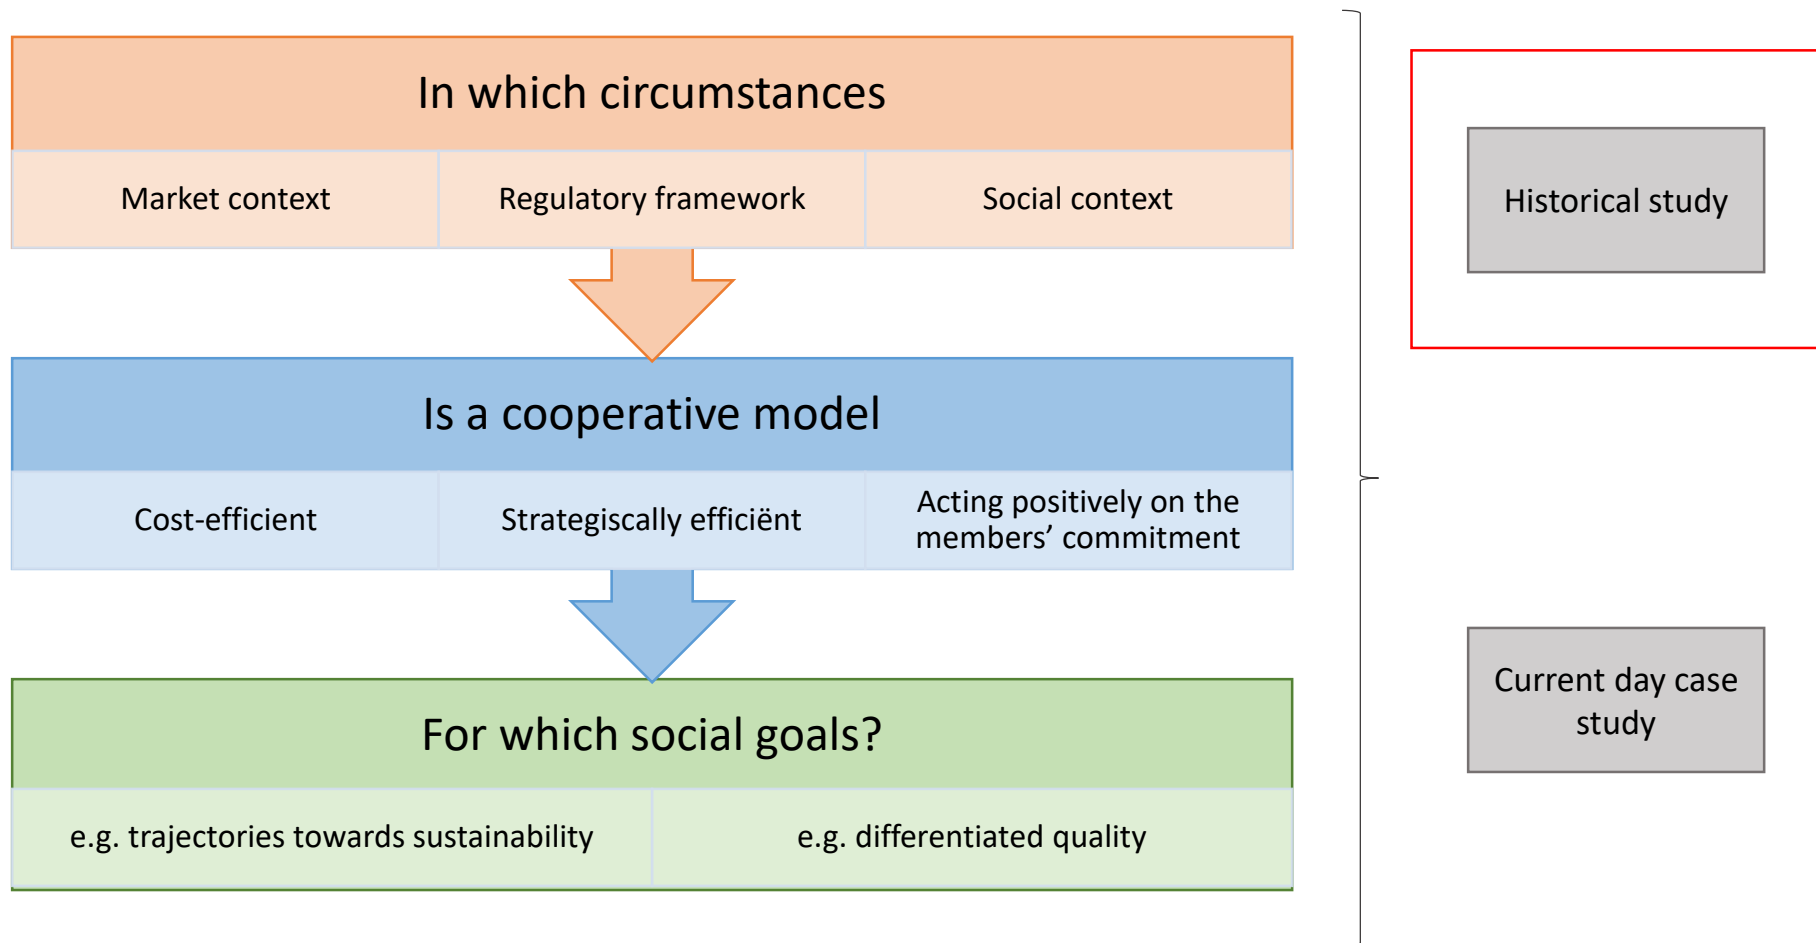 In which circumstances
Market context
Regulatory framework
Social context
Is a cooperative model
Cost-efficient
Strategiscally efficiënt
Acting positively on the
members’ commitment
For which social goals?
e.g. trajectories towards sustainability
e.g. differentiated quality
Historical study
Current day case
study